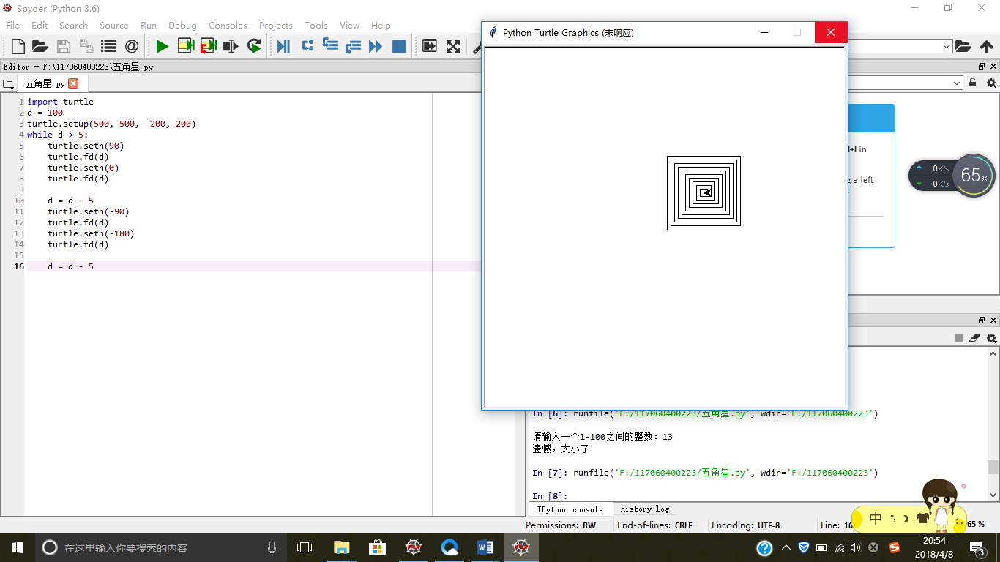 Spyder (Python 3.6)
File Edit Search Source Run Debug Consoles Projects Tools View Help
Python Turtle Graphics (未响应)
Editor - F:\117060400223\五角星.py
五角星.py
1 import turtle
2 d = 100
3 turtle.setup(500, 500, -200,-200)
4 while d > 5:
5 turtle.seth(90)
6 turtle.fd(d)
7 turtle.seth(0)
8 turtle.fd(d)
9
10 d = d - 5
11 turtle.seth(-90)
12 turtle.fd(d)
13 turtle.seth(-180)
14 turtle.fd(d)
15
16 d = d - 5
+I in
g a left
0K/s
0K/s
65%
In [6]: runfile('F:/117060400223/五角星.py', wdir='F:/117060400223')
请输入一个1-100之间的整数: 13
遗憾，太小了
In [7]: runfile('F:/117060400223/五角星.py', wdir='F:/117060400223')
In [8]:
IPython console History log
Permissions: RW End-of-lines: CRLF Encoding: UTF-8 Line: 16
65 %
中
在这里输入你要搜索的内容
20:54
2018/4/8
3